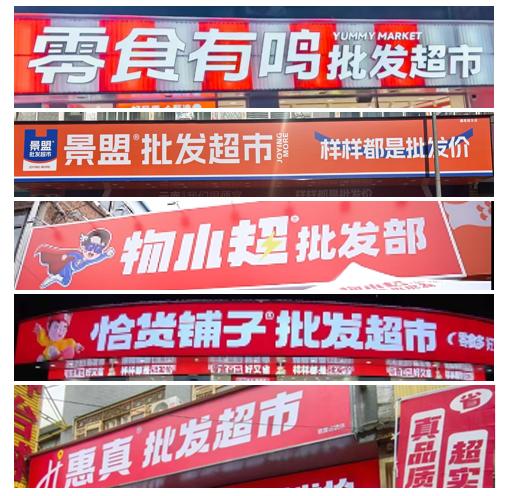 YUMMY MARKET
零食有鸣批发超市
景盟
批发超市
JOYING MORE
景盟®批发超市
JOYING
MORE
样样都是批发价
物小超®批发部
恰货铺子®批发超市
惠真®批发超市
省
真品质
超实